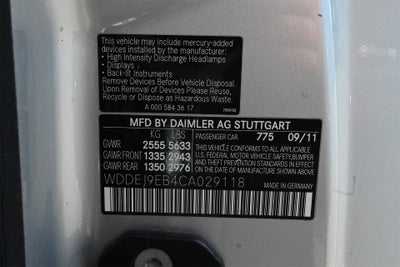 This vehicle may include mercury-added
devices installed by the manufacturer:
- High Intensity Discharge Headlamps
- Displays
- Back-lit Instruments
Remove Devices Before Vehicle Disposal.
Upon Removal of Devices Please Reuse,
Recycle or Dispose as Hazardous Waste.
A 000 584 36 17
MFD BY DAIMLER AG STUTTGART
KG LBS PASSENGER CAR 775 09/11
GVWR 2555 5633
GAWR FRONT 1335 2943
GAWR REAR 1350 2976
THIS VEHICLE CONFORMS TO ALL APPLICABLE
U.S. FEDERAL MOTOR VEHICLE SAFETY, BUMPER
AND THEFT PREVENTION STANDARDS IN EFFECT
ON THE DATE OF MANUFACTURE SHOWN ABOVE.
WDDEJ9EB4CA029118
MADE IN GERMANY